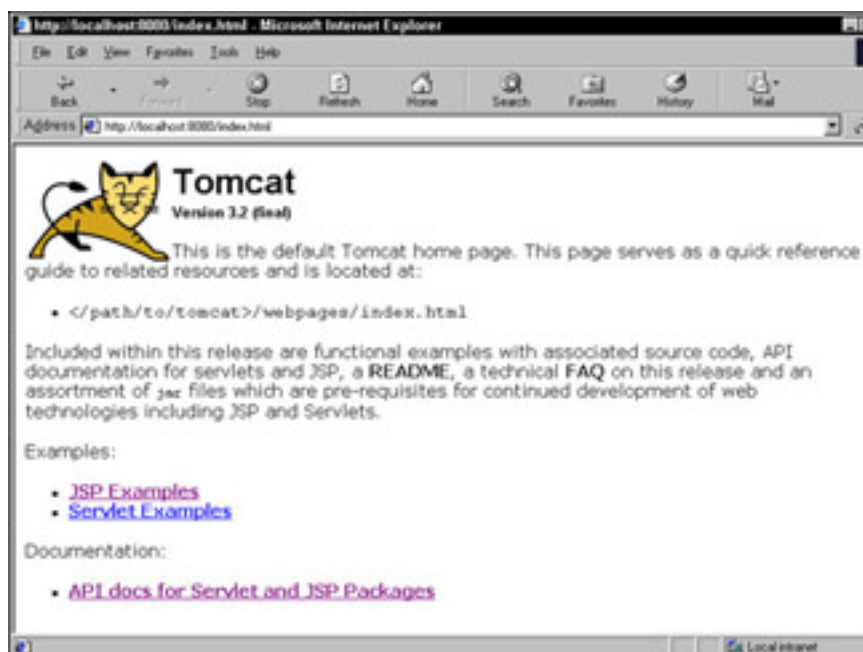 http://localhost:8080/index.html - Microsoft Internet Explorer
File Edit View Favorites Tools Help
Back Forward Stop Refresh Home Search Favorites History Mail
Address http://localhost:8080/index.html
Tomcat
Version 3.2 (final)
This is the default Tomcat home page. This page serves as a quick reference
guide to related resources and is located at:
• </path/to/tomcat>/webpages/index.html
Included within this release are functional examples with associated source code, API
documentation for servlets and JSP, a README, a technical FAQ on this release and an
assortment of jar files which are pre-requisites for continued development of web
technologies including JSP and Servlets.
Examples:
• JSP Examples
• Servlet Examples
Documentation:
• API docs for Servlet and JSP Packages
Local intranet